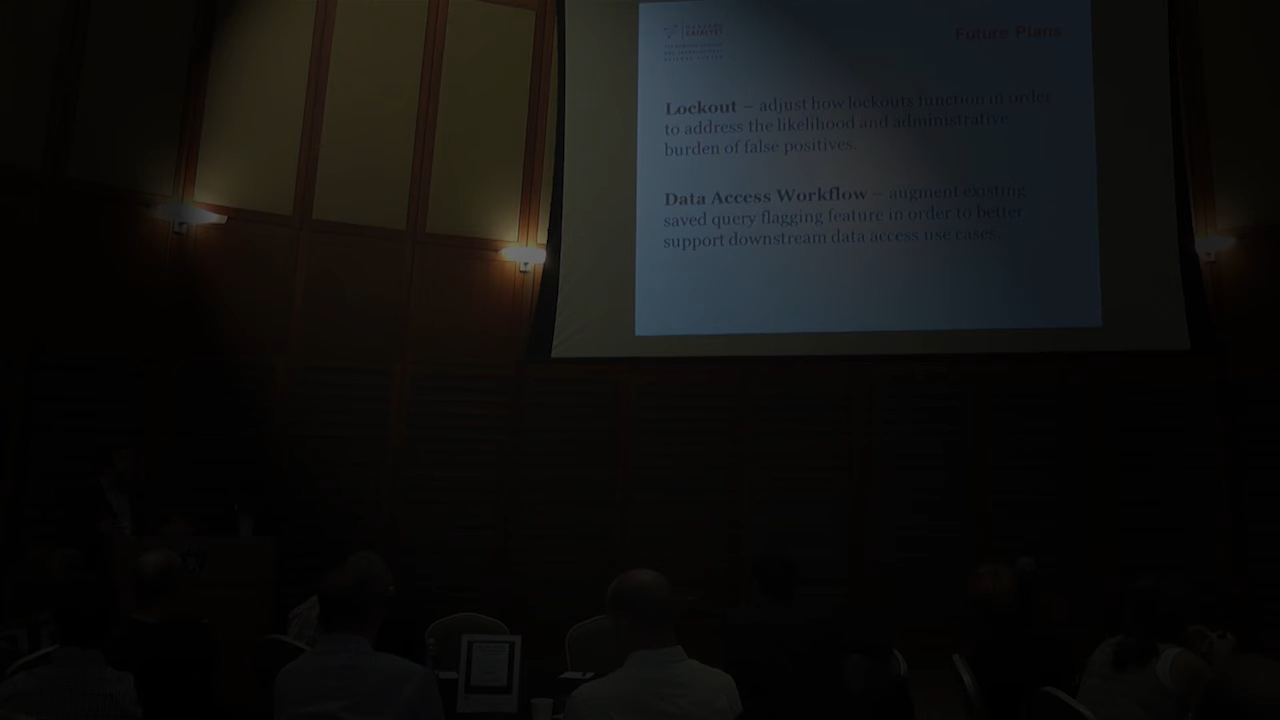 CATALYST
Future Plans
Lockout – adjust how lockouts function in order
to address the likelihood and administrative
burden of false positives.
Data Access Workflow – augment existing
saved query flagging feature in order to better
support downstream data access use cases.